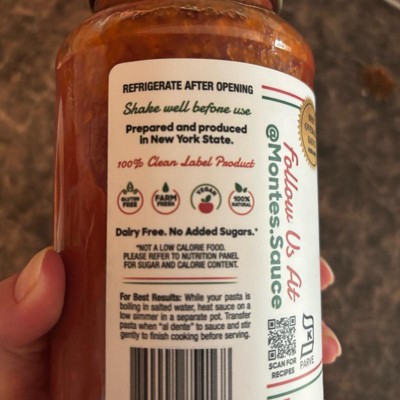 REFRIGERATE AFTER OPENING
Shake well before use
Prepared and produced
in New York State.
100% Clean Label Product
GLUTEN
FREE
FARM
FRESH
VEGAN
100%
NATURAL
Dairy Free. No Added Sugars.*
*NOT A LOW CALORIE FOOD.
PLEASE REFER TO NUTRITION PANEL
FOR SUGAR AND CALORIE CONTENT.
For Best Results: While your pasta is
boiling in salted water, heat sauce on a
low simmer in a separate pot. Transfer
pasta when "al dente" to sauce and stir
gently to finish cooking before serving.
Follow Us At
@Montes.Sauce
SCAN FOR
RECIPES
K
PARVE